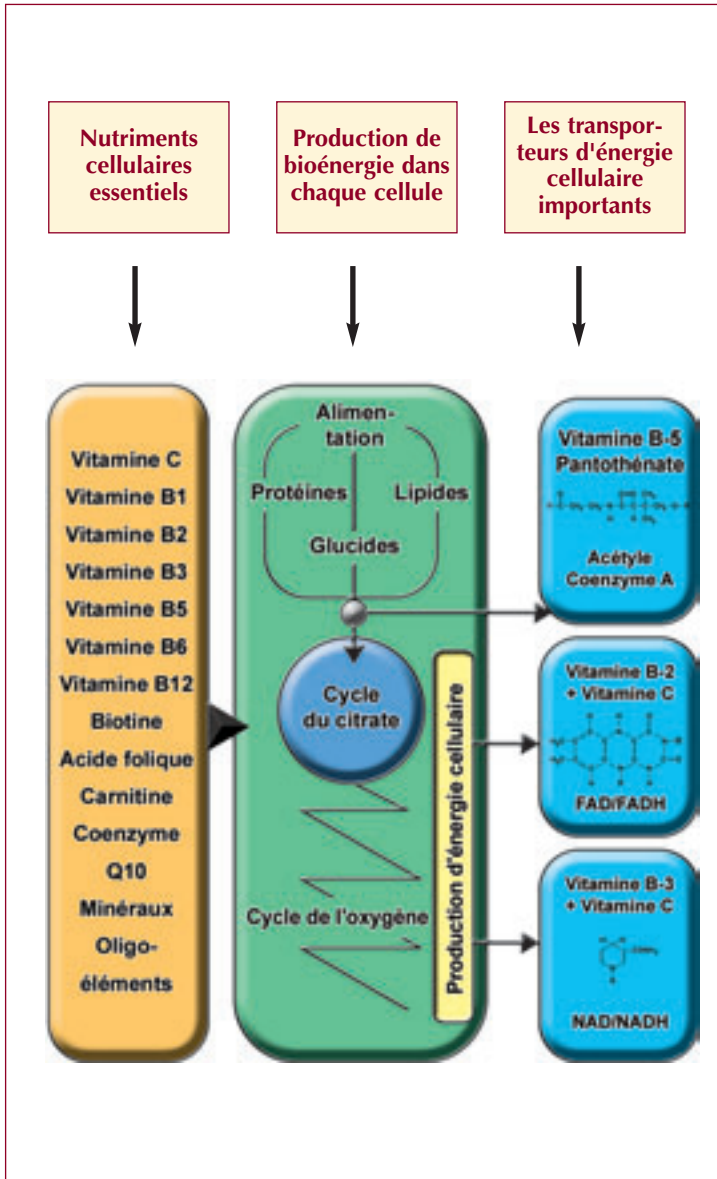 Nutriments
cellulaires
essentiels
Production de
bioénergie dans
chaque cellule
Les transpor-
teurs d'énergie
cellulaire
importants
Vitamine C
Vitamine B1
Vitamine B2
Vitamine B3
Vitamine B5
Vitamine B6
Vitamine B12
Biotine
Acide folique
Carnitine
Coenzyme
Q10
Minéraux
Oligo-
éléments
Alimen-
tation
Protéines
Lipides
Glucides
Cycle
du citrate
Cycle de l'oxygène
Production d'énergie cellulaire
Vitamine B-5
Pantothénate
Acétyle
Coenzyme A
Vitamine B-2
+ Vitamine C
FAD/FADH
Vitamine B-3
+ Vitamine C
NAD/NADH